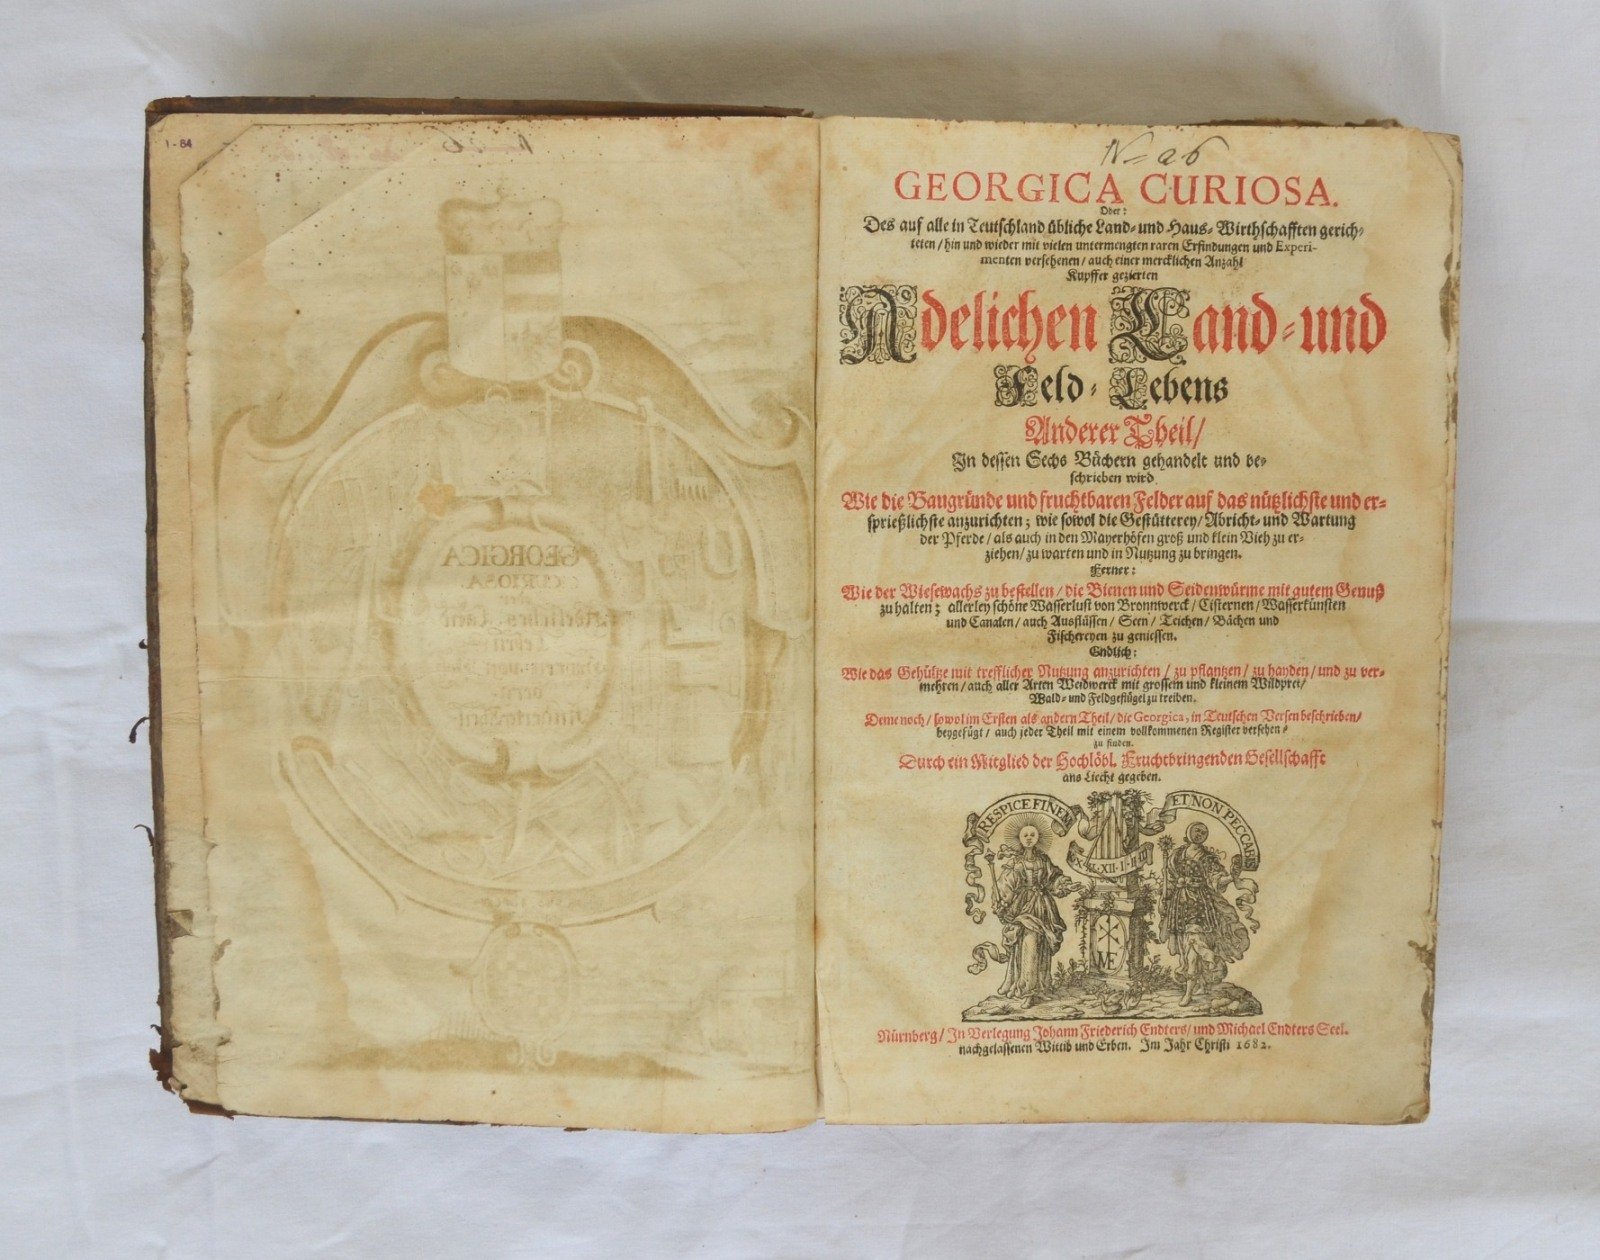 1-84
GEORGICA
CURIOSA.
N= 26
GEORGICA CURIOSA.
Oder:
Des auf alle in Teutschland übliche Land- und Haus-Wirthschafften gerich-
teten / hin und wieder mit vielen untermengten raren Erfindungen und Experi-
menten versehenen / auch einer mercklichen Anzahl
Kupffer gezierten
Adelichen Land- und
Feld-Lebens
Anderer Theil /
In dessen Sechs Büchern gehandelt und be-
schrieben wird
Wie die Baugründe und fruchtbaren Felder auf das nützlichste und er-
sprießlichste anzurichten; wie sowol die Gestütterey / Abricht- und Wartung
der Pferde / als auch in den Mayerhöfen groß und klein Vieh zu er-
ziehen / zu warten und in Nutzung zu bringen.
Ferner:
Wie der Wiesewachs zu bestellen / die Bienen und Seidenwürme mit gutem Genuß
zu halten; allerley schöne Wasserlust von Bronnwerck / Cisternen / Wasserkünsten
und Canalen / auch Ausflüssen / Seen / Teichen / Bächen und
Fischereyen zu geniessen.
Endlich:
Wie das Gehültze mit trefflicher Nutzung anzurichten / zu pflantzen / zu hayden / und zu ver-
mehren / auch aller Arten Weidwerck mit grossem und kleinem Wildpret /
Wald- und Feldgeflügel zu treiben.
Deme noch / sowol im Ersten als andern Theil / die Georgica, in Teutschen Versen beschrieben /
beygefügt / auch jeder Theil mit einem vollkommenen Register versehen /
zu finden.
Durch ein Mitglied der Hochlöbl. Fruchtbringenden Gesellschafft
ans Liecht gegeben.
RESPICE FINEM
ET NON PECCABIS
XII I II III
ME
Nürnberg / In Verlegung Johann Friederich Endters / und Michael Endters Seel.
nachgelassenen Wittib und Erben. Im Jahr Christi 1682.